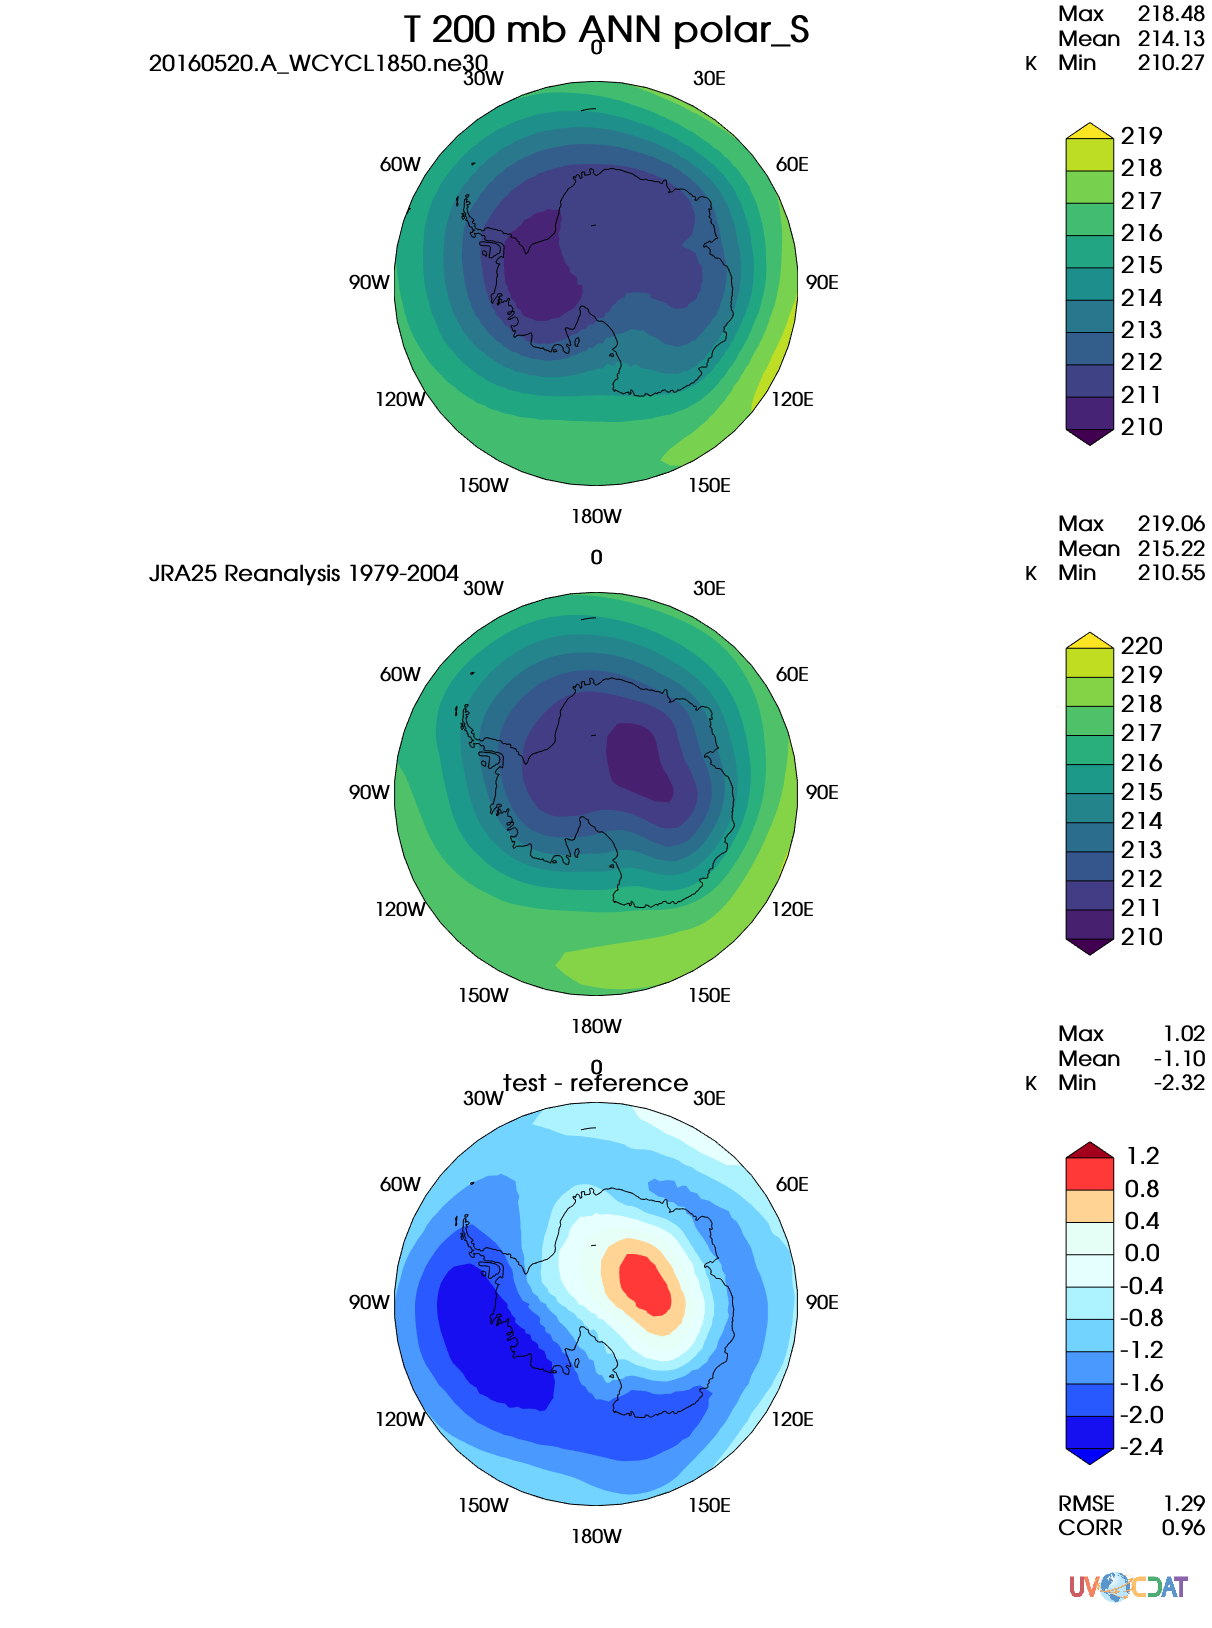 T 200 mb ANN polar_S
20160520.A_WCYCL1850.ne30
Max 218.48
Mean 214.13
K Min 210.27
0
30W 30E
60W 60E
90W 90E
120W 120E
150W 150E
180W
219
218
217
216
215
214
213
212
211
210
JRA25 Reanalysis 1979-2004
Max 219.06
Mean 215.22
K Min 210.55
0
30W 30E
60W 60E
90W 90E
120W 120E
150W 150E
180W
220
219
218
217
216
215
214
213
212
211
210
test - reference
Max 1.02
Mean -1.10
K Min -2.32
0
30W 30E
60W 60E
90W 90E
120W 120E
150W 150E
180W
1.2
0.8
0.4
0.0
-0.4
-0.8
-1.2
-1.6
-2.0
-2.4
RMSE 1.29
CORR 0.96
UV CDAT